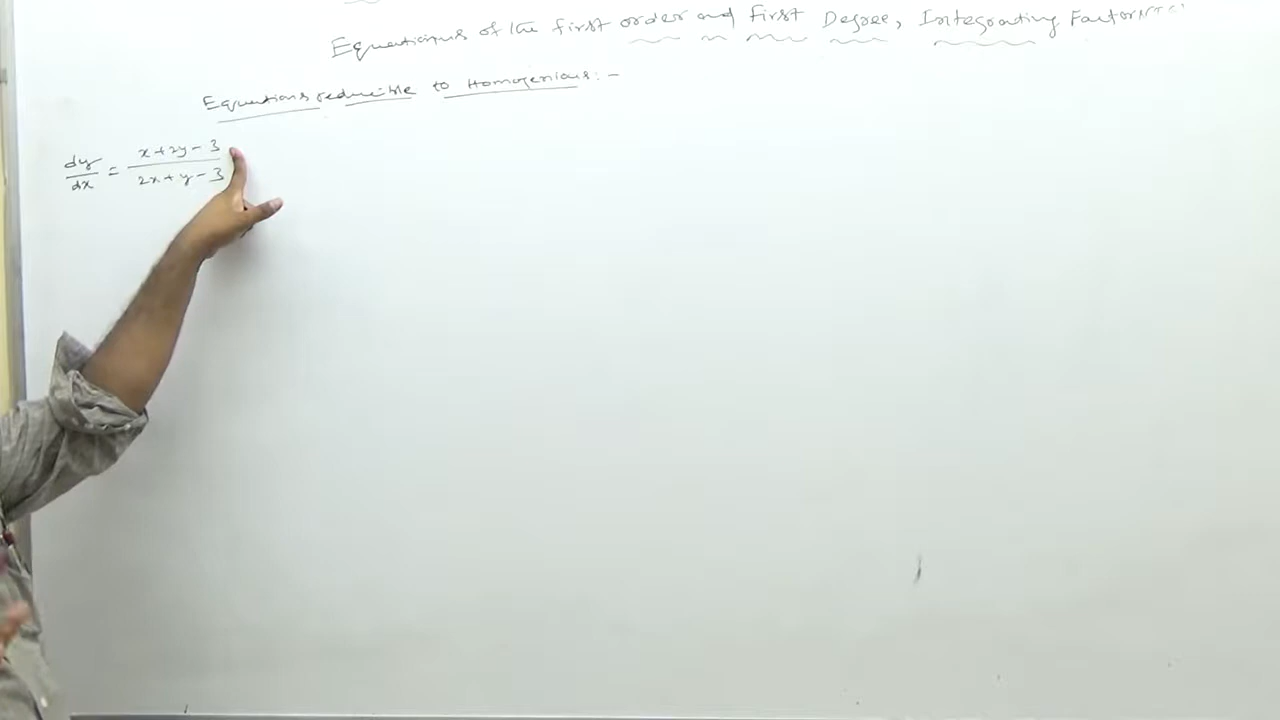 Equations of the first order and First Degree, Integrating Factors
Equations reducible to Homogenious: -
dy/dx = (x + 2y - 3)/(2x + y - 3)